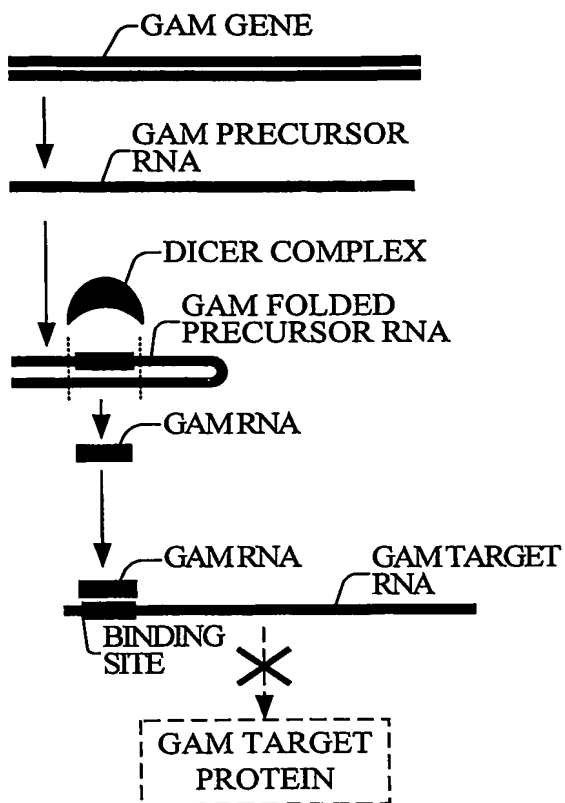 GAM GENE
GAM PRECURSOR
RNA
DICER COMPLEX
GAM FOLDED
PRECURSOR RNA
GAM RNA
GAM RNA
GAM TARGET
RNA
BINDING
SITE
GAM TARGET
PROTEIN